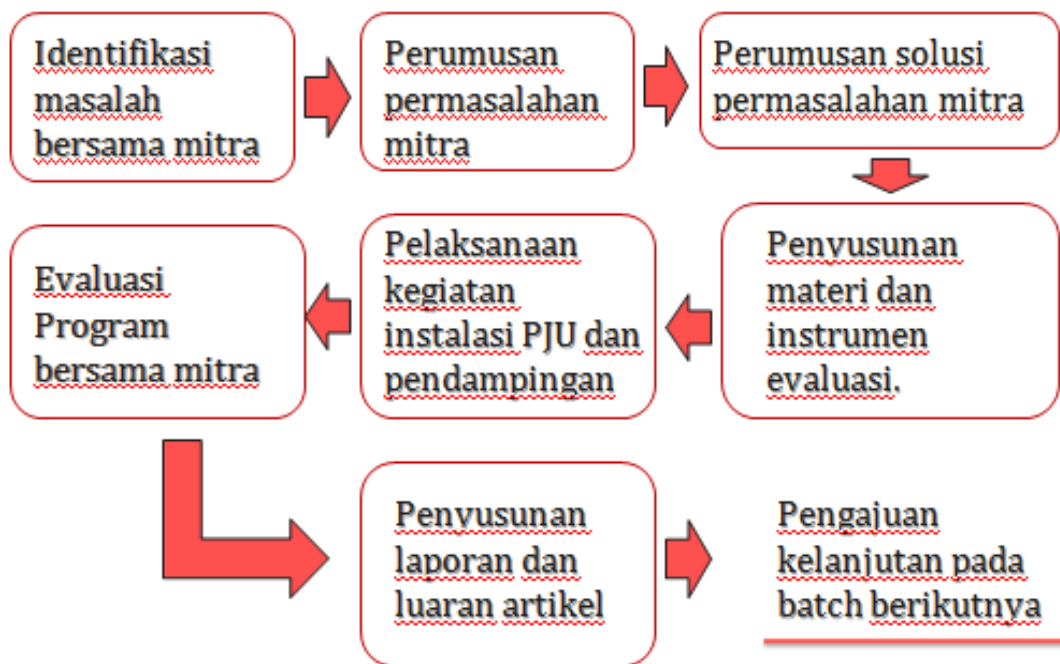 Identifikasi
masalah
bersama mitra
Perumusan
permasalahan
mitra
Perumusan solusi
permasalahan mitra
Penyusunan
materi dan
instrumen
evaluasi.
Pelaksanaan
kegiatan
instalasi PJU dan
pendampingan
Evaluasi
Program
bersama mitra
Penyusunan
laporan dan
luaran artikel
Pengajuan
kelanjutan pada
batch berikutnya